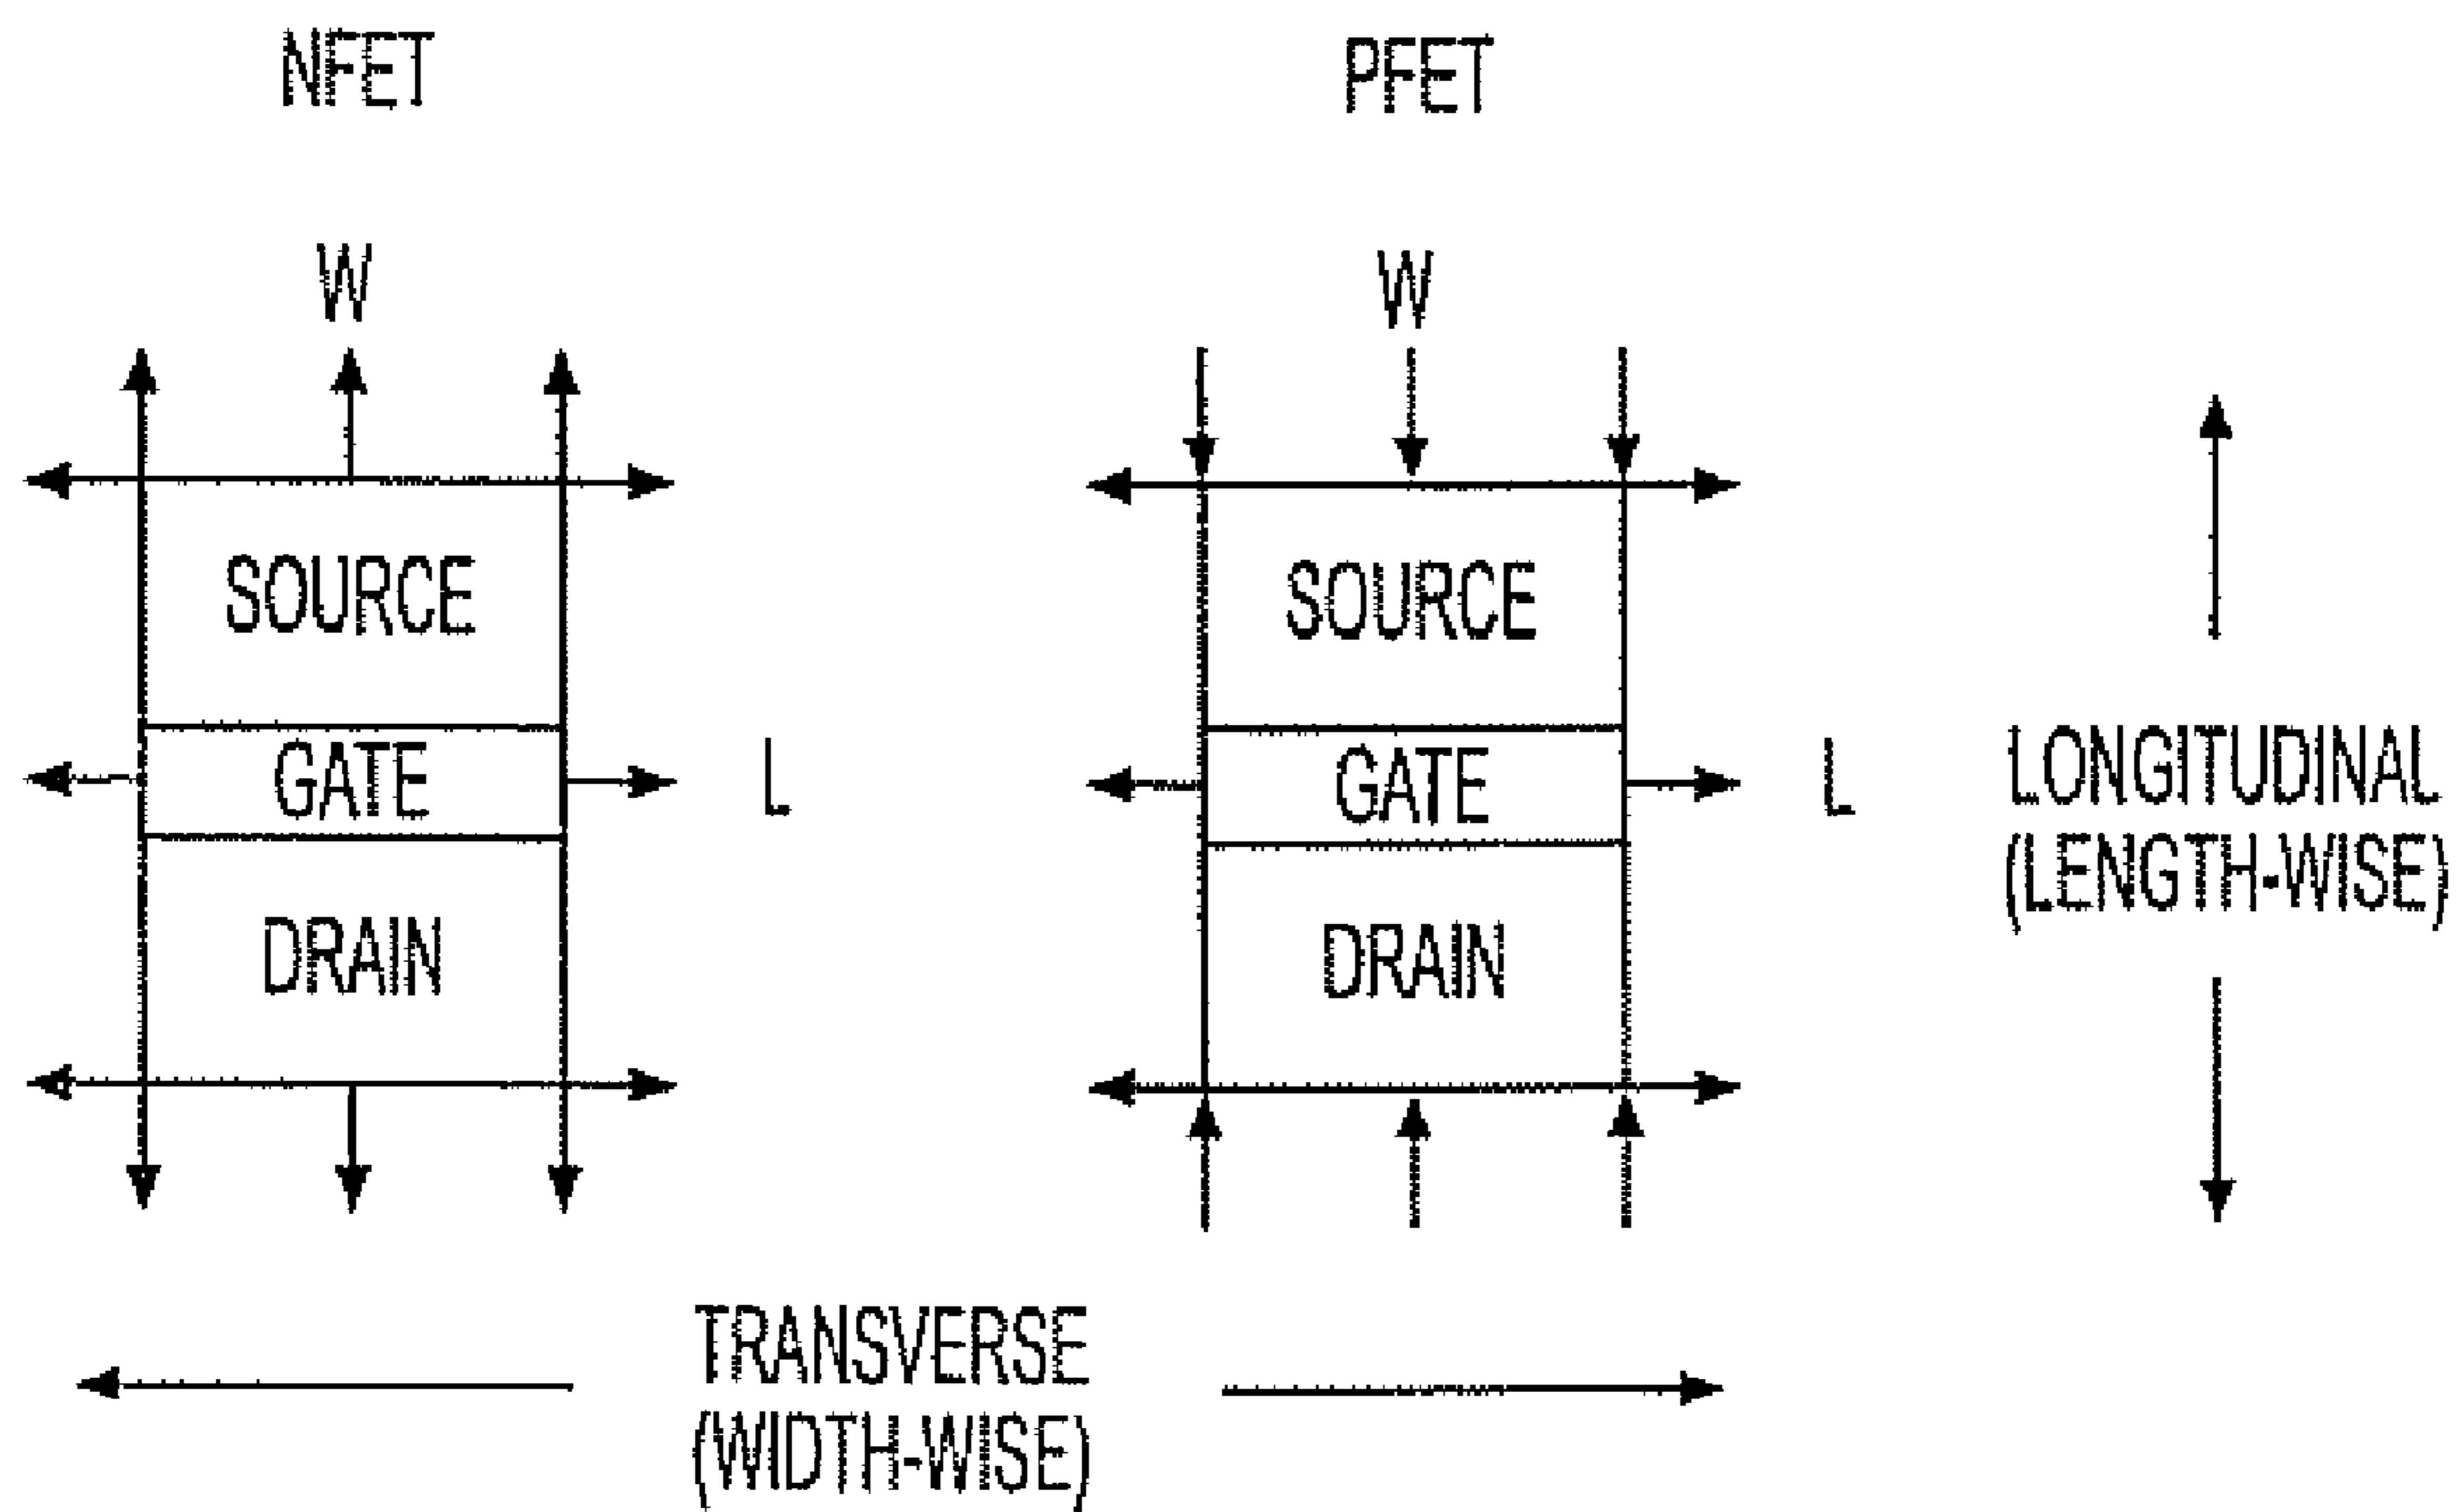 NFET
PFET
W
W
SOURCE
SOURCE
GATE
L
GATE
L
LONGITUDINAL
(LENGTH-WISE)
DRAIN
DRAIN
TRANSVERSE
(WIDTH-WISE)